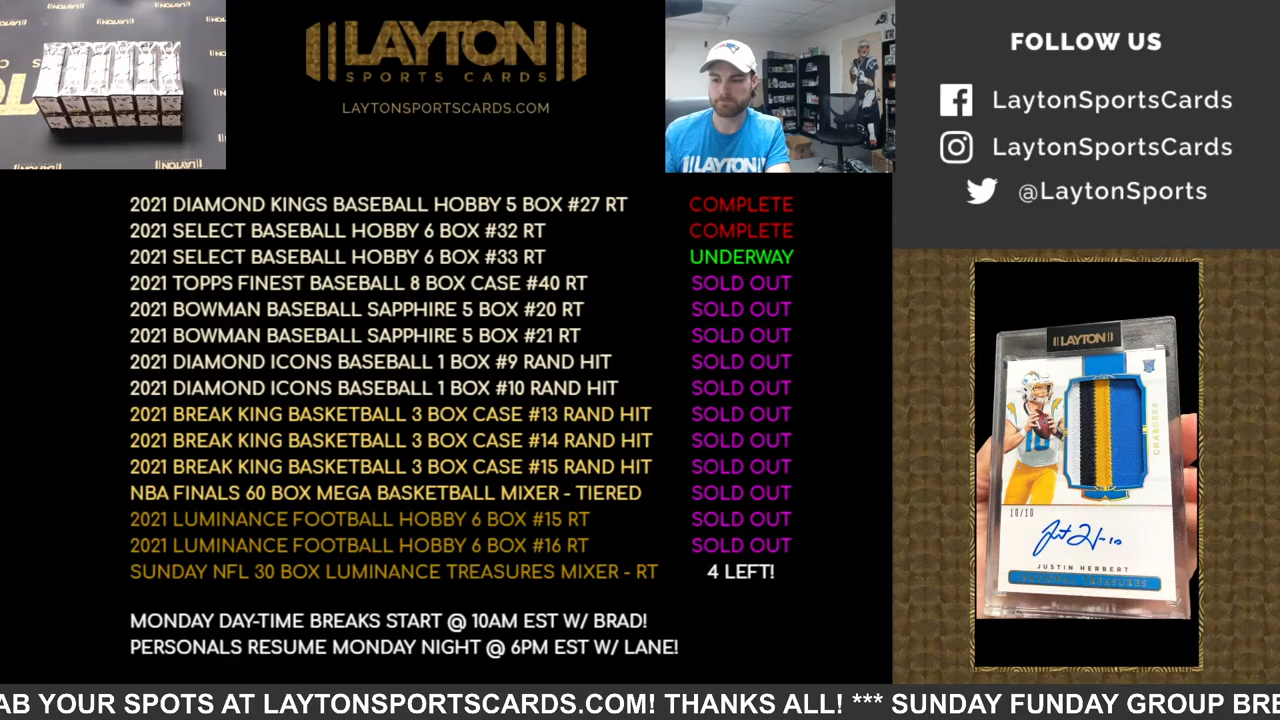 LAYTON
SPORTS CARDS
LAYTONSPORTSCARDS.COM
LAYTON
FOLLOW US
LaytonSportsCards
LaytonSportsCards
@LaytonSports
2021 DIAMOND KINGS BASEBALL HOBBY 5 BOX #27 RT COMPLETE
2021 SELECT BASEBALL HOBBY 6 BOX #32 RT COMPLETE
2021 SELECT BASEBALL HOBBY 6 BOX #33 RT UNDERWAY
2021 TOPPS FINEST BASEBALL 8 BOX CASE #40 RT SOLD OUT
2021 BOWMAN BASEBALL SAPPHIRE 5 BOX #20 RT SOLD OUT
2021 BOWMAN BASEBALL SAPPHIRE 5 BOX #21 RT SOLD OUT
2021 DIAMOND ICONS BASEBALL 1 BOX #9 RAND HIT SOLD OUT
2021 DIAMOND ICONS BASEBALL 1 BOX #10 RAND HIT SOLD OUT
2021 BREAK KING BASKETBALL 3 BOX CASE #13 RAND HIT SOLD OUT
2021 BREAK KING BASKETBALL 3 BOX CASE #14 RAND HIT SOLD OUT
2021 BREAK KING BASKETBALL 3 BOX CASE #15 RAND HIT SOLD OUT
NBA FINALS 60 BOX MEGA BASKETBALL MIXER - TIERED SOLD OUT
2021 LUMINANCE FOOTBALL HOBBY 6 BOX #15 RT SOLD OUT
2021 LUMINANCE FOOTBALL HOBBY 6 BOX #16 RT SOLD OUT
SUNDAY NFL 30 BOX LUMINANCE TREASURES MIXER - RT 4 LEFT!
MONDAY DAY-TIME BREAKS START @ 10AM EST W/ BRAD!
PERSONALS RESUME MONDAY NIGHT @ 6PM EST W/ LANE!
LAYTON
CHARGERS
10/10
JUSTIN HERBERT
NATIONAL TREASURES
AB YOUR SPOTS AT LAYTONSPORTSCARDS.COM! THANKS ALL! *** SUNDAY FUNDAY GROUP BRE